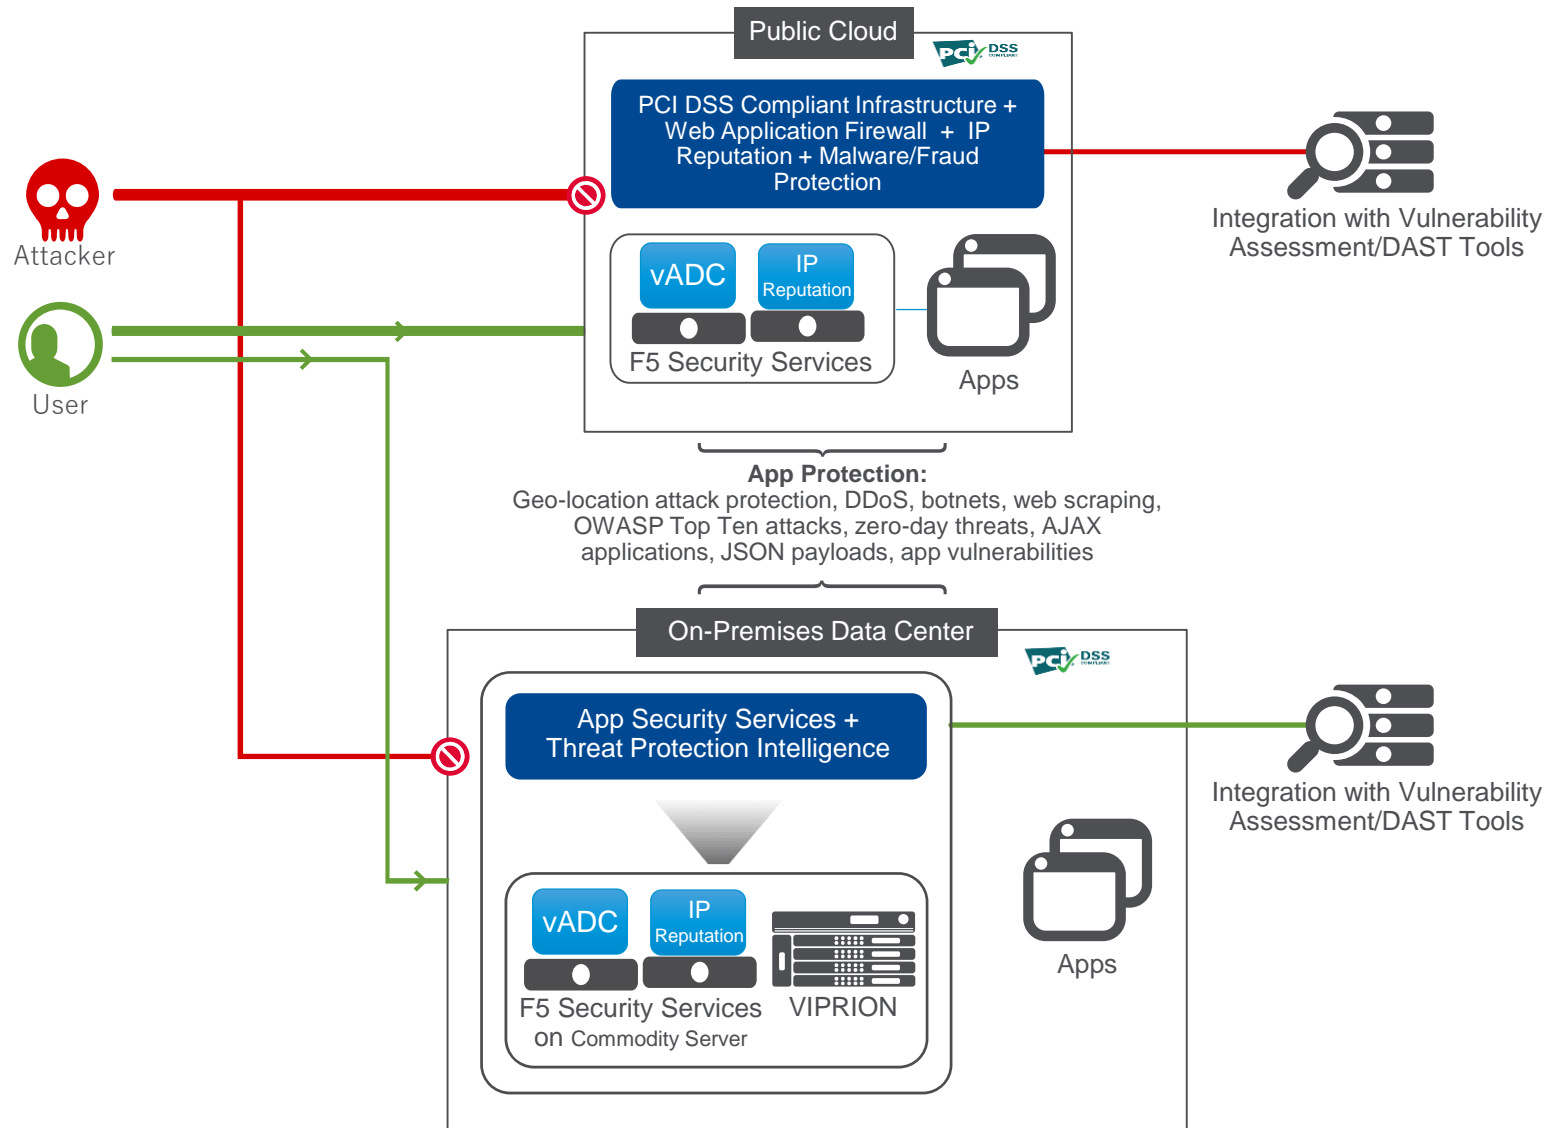 Public Cloud
PCi DSS
COMPLIANT
PCI DSS Compliant Infrastructure +
Web Application Firewall + IP
Reputation + Malware/Fraud
Protection
Attacker
Integration with Vulnerability
Assessment/DAST Tools
vADC
IP
Reputation
F5 Security Services
Apps
User
App Protection:
Geo-location attack protection, DDoS, botnets, web scraping,
OWASP Top Ten attacks, zero-day threats, AJAX
applications, JSON payloads, app vulnerabilities
On-Premises Data Center
PCi DSS
COMPLIANT
App Security Services +
Threat Protection Intelligence
Integration with Vulnerability
Assessment/DAST Tools
vADC
IP
Reputation
F5 Security Services
on Commodity Server
VIPRION
Apps